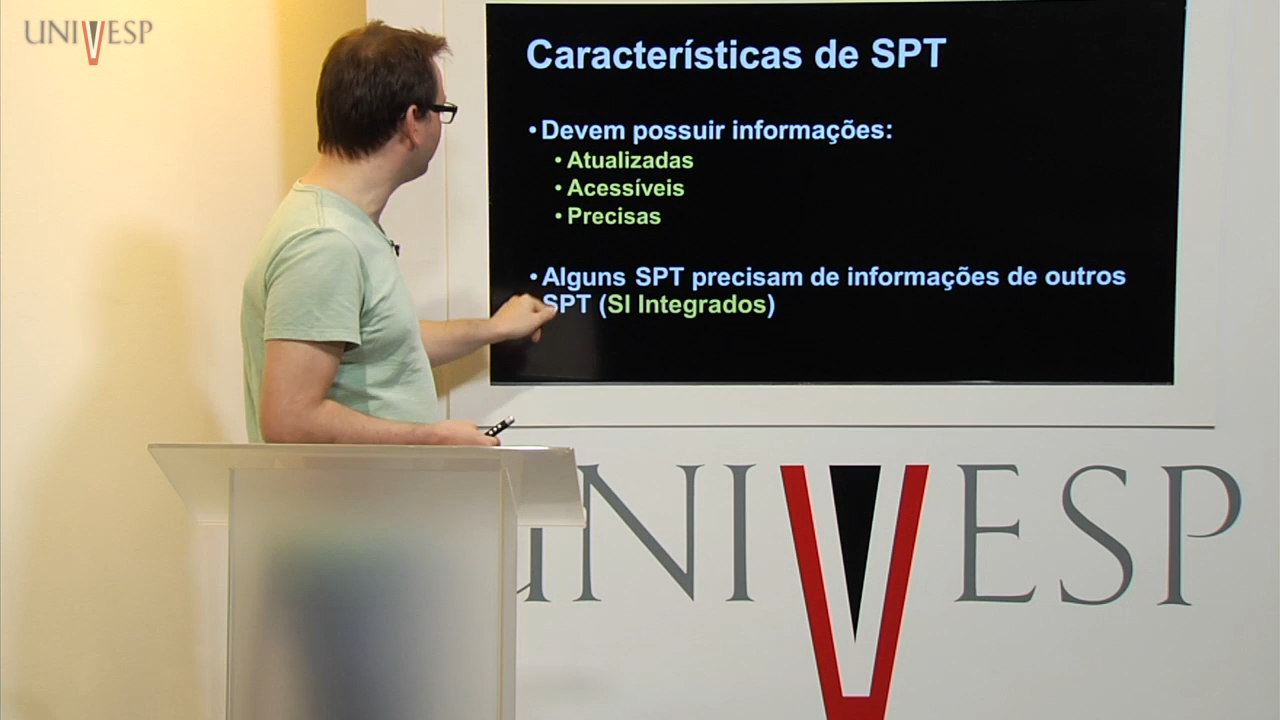 UNIVESP
Características de SPT
• Devem possuir informações:
• Atualizadas
• Acessíveis
• Precisas
• Alguns SPT precisam de informações de outros
SPT (SI Integrados)
UNIVESP